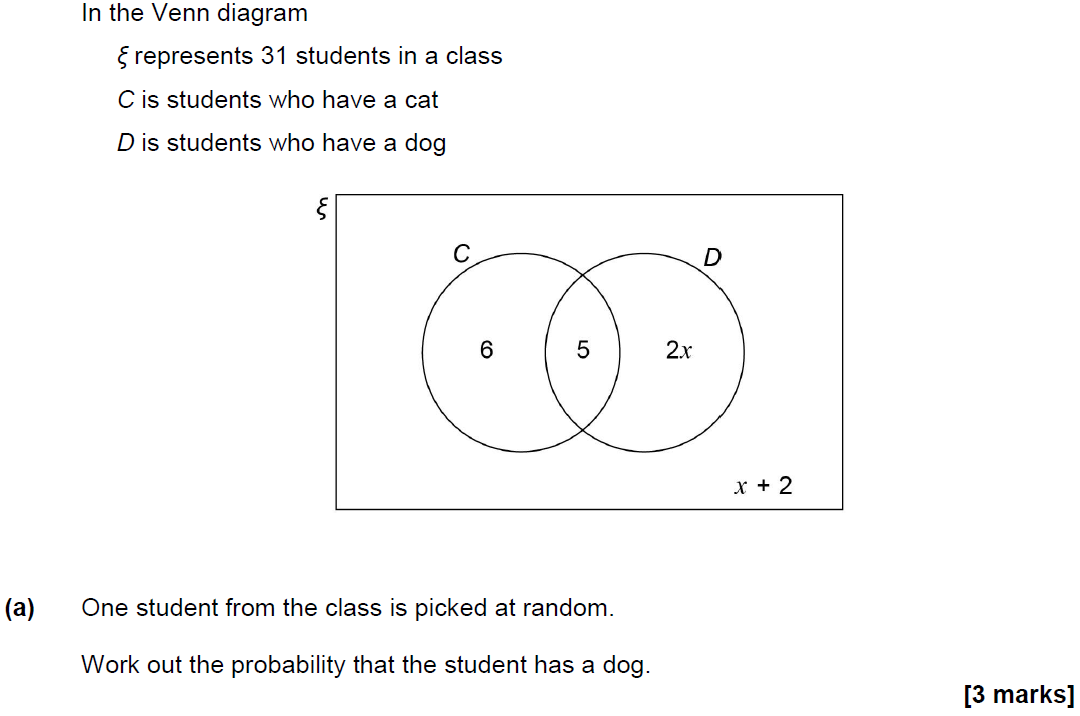 In the Venn diagram
ξ represents 31 students in a class
C is students who have a cat
D is students who have a dog
ξ
C
D
6
5
2x
x + 2
(a) One student from the class is picked at random.
Work out the probability that the student has a dog.
[3 marks]